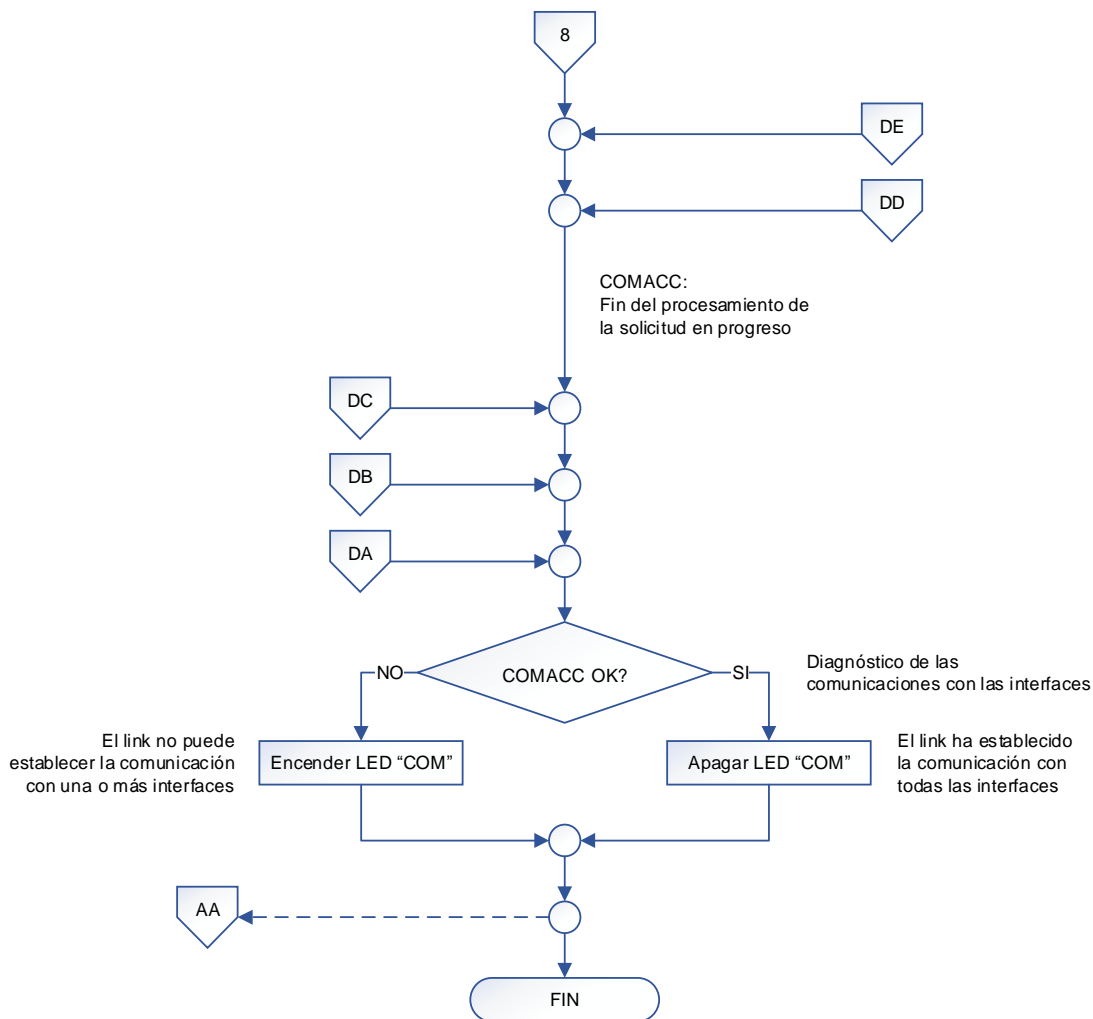 8
DE
DD
COMACC:
Fin del procesamiento de
la solicitud en progreso
DC
DB
DA
COMACC OK?
NO
SI
Diagnóstico de las
comunicaciones con las interfaces
El link no puede
establecer la comunicación
con una o más interfaces
Encender LED “COM”
Apagar LED “COM”
El link ha establecido
la comunicación con
todas las interfaces
AA
FIN